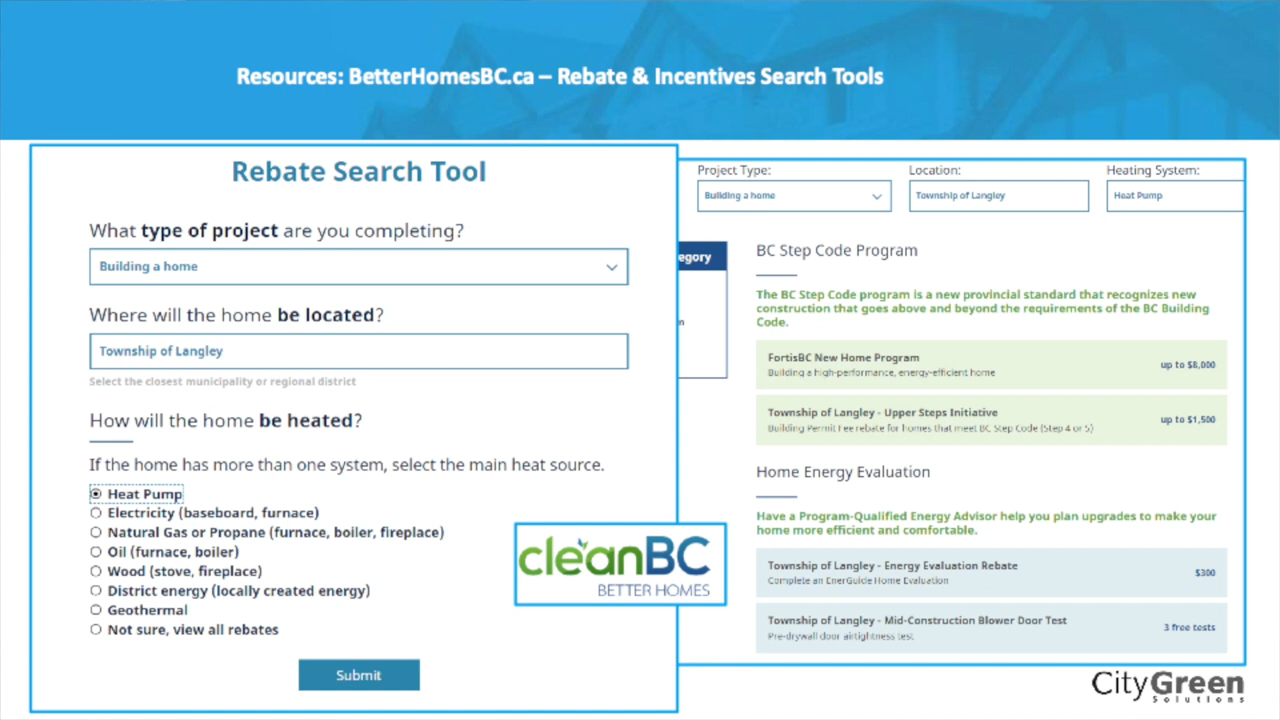 Resources: BetterHomesBC.ca – Rebate & Incentives Search Tools
Rebate Search Tool
What type of project are you completing?
Building a home
Where will the home be located?
Township of Langley
Select the closest municipality or regional district
How will the home be heated?
If the home has more than one system, select the main heat source.
Heat Pump
Electricity (baseboard, furnace)
Natural Gas or Propane (furnace, boiler, fireplace)
Oil (furnace, boiler)
Wood (stove, fireplace)
District energy (locally created energy)
Geothermal
Not sure, view all rebates
Submit
cleanBC
BETTER HOMES
Project Type:
Building a home
Location:
Township of Langley
Heating System:
Heat Pump
egory
n
BC Step Code Program
The BC Step Code program is a new provincial standard that recognizes new
construction that goes above and beyond the requirements of the BC Building
Code.
FortisBC New Home Program
Building a high-performance, energy-efficient home
up to $8,000
Township of Langley - Upper Steps Initiative
Building Permit Fee rebate for homes that meet BC Step Code (Step 4 or 5)
up to $1,500
Home Energy Evaluation
Have a Program-Qualified Energy Advisor help you plan upgrades to make your
home more efficient and comfortable.
Township of Langley - Energy Evaluation Rebate
Complete an EnerGuide Home Evaluation
$300
Township of Langley - Mid-Construction Blower Door Test
Pre-drywall door airtightness test
3 free tests
CityGreen
Solutions